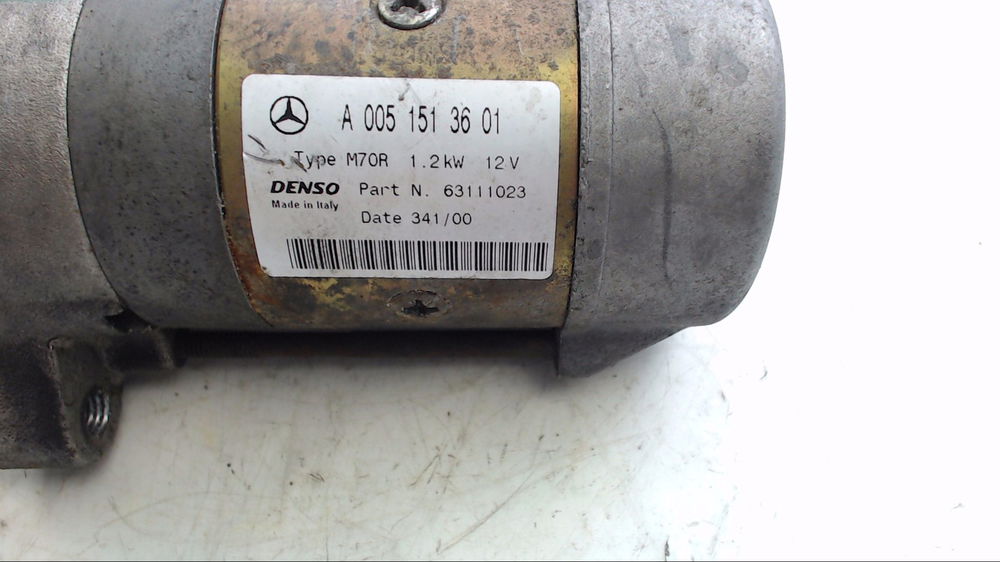 A 005 151 36 01
Type M70R 1.2kW 12V
DENSO Part N. 63111023
Made in Italy
Date 341/00